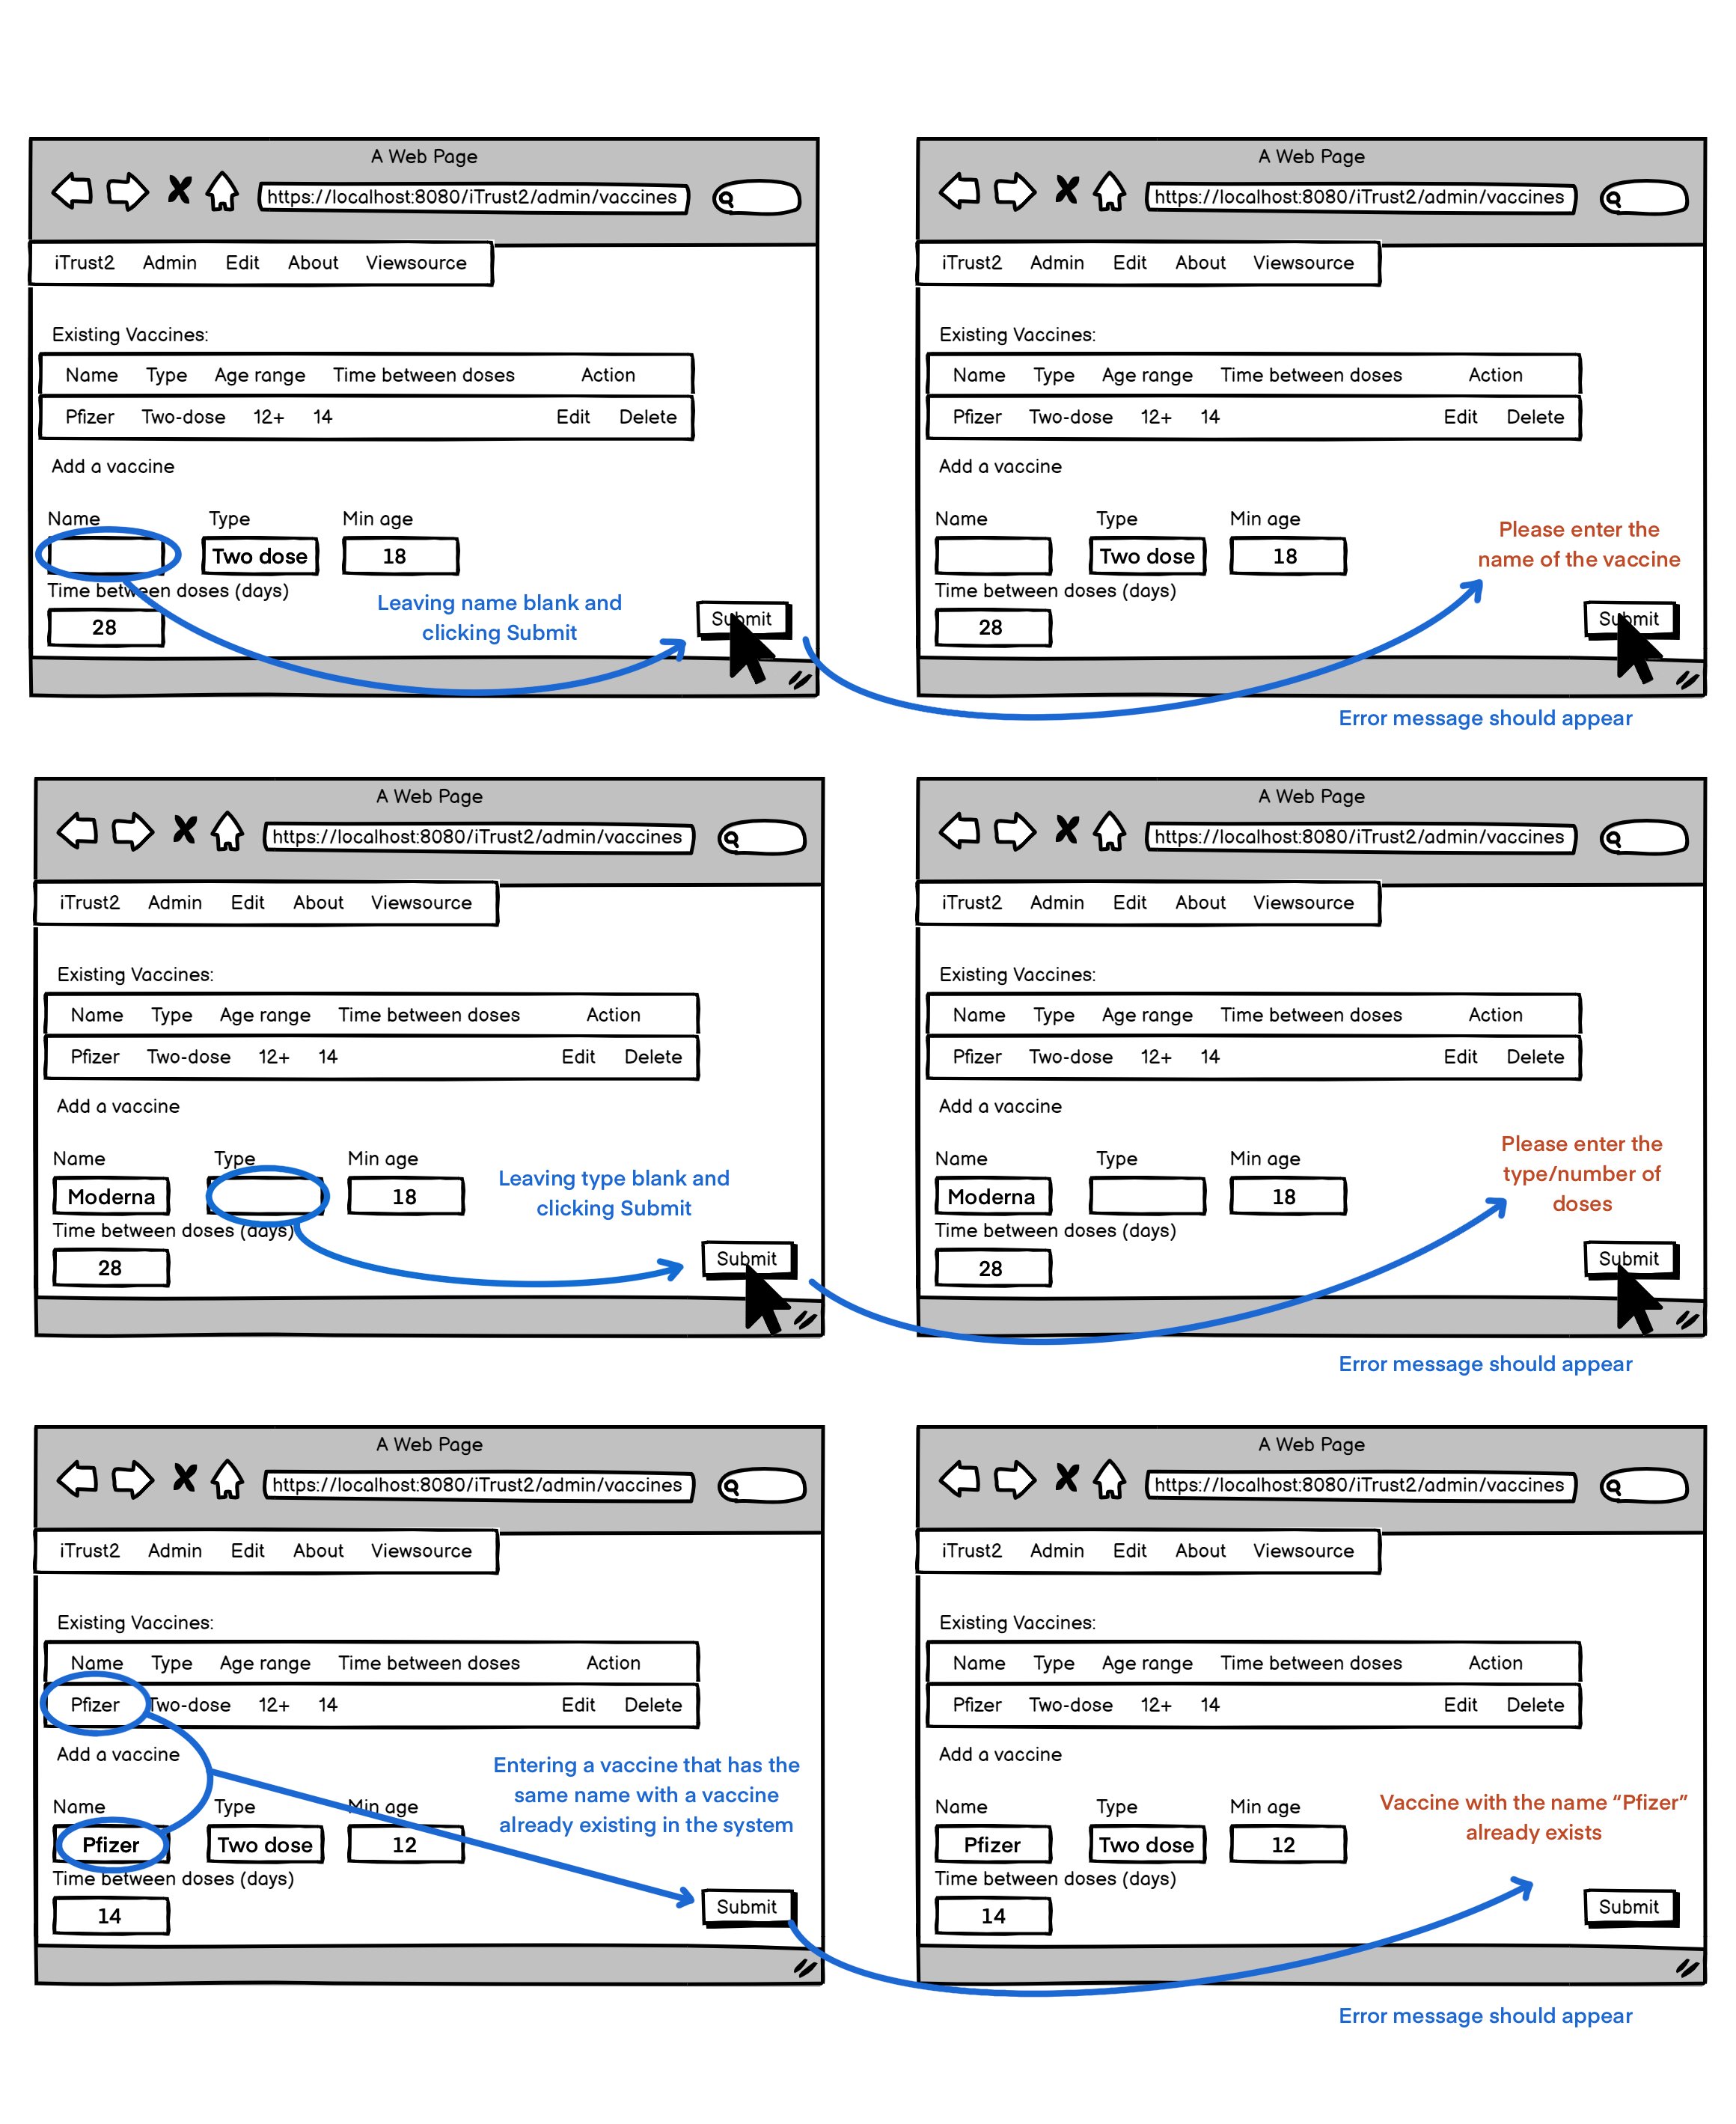 A Web Page
https://localhost:8080/iTrust2/admin/vaccines
iTrust2 Admin Edit About Viewsource
Existing Vaccines:
Name Type Age range Time between doses Action
Pfizer Two-dose 12+ 14 Edit Delete
Add a vaccine
Name Type Min age
Two dose 18
Time between doses (days)
28
Leaving name blank and
clicking Submit
Submit
A Web Page
https://localhost:8080/iTrust2/admin/vaccines
iTrust2 Admin Edit About Viewsource
Existing Vaccines:
Name Type Age range Time between doses Action
Pfizer Two-dose 12+ 14 Edit Delete
Add a vaccine
Name Type Min age
Two dose 18
Time between doses (days)
28
Please enter the
name of the vaccine
Submit
Error message should appear
A Web Page
https://localhost:8080/iTrust2/admin/vaccines
iTrust2 Admin Edit About Viewsource
Existing Vaccines:
Name Type Age range Time between doses Action
Pfizer Two-dose 12+ 14 Edit Delete
Add a vaccine
Name Type Min age
Moderna 18
Time between doses (days)
28
Leaving type blank and
clicking Submit
Submit
A Web Page
https://localhost:8080/iTrust2/admin/vaccines
iTrust2 Admin Edit About Viewsource
Existing Vaccines:
Name Type Age range Time between doses Action
Pfizer Two-dose 12+ 14 Edit Delete
Add a vaccine
Name Type Min age
Moderna 18
Time between doses (days)
28
Please enter the
type/number of
doses
Submit
Error message should appear
A Web Page
https://localhost:8080/iTrust2/admin/vaccines
iTrust2 Admin Edit About Viewsource
Existing Vaccines:
Name Type Age range Time between doses Action
Pfizer Two-dose 12+ 14 Edit Delete
Add a vaccine
Name Type Min age
Pfizer Two dose 12
Time between doses (days)
14
Entering a vaccine that has the
same name with a vaccine
already existing in the system
Submit
A Web Page
https://localhost:8080/iTrust2/admin/vaccines
iTrust2 Admin Edit About Viewsource
Existing Vaccines:
Name Type Age range Time between doses Action
Pfizer Two-dose 12+ 14 Edit Delete
Add a vaccine
Name Type Min age
Pfizer Two dose 12
Time between doses (days)
14
Vaccine with the name “Pfizer”
already exists
Submit
Error message should appear